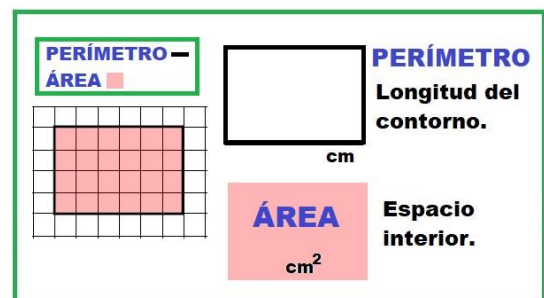 PERÍMETRO
ÁREA
PERÍMETRO
Longitud del
contorno.
cm
ÁREA
cm²
Espacio
interior.